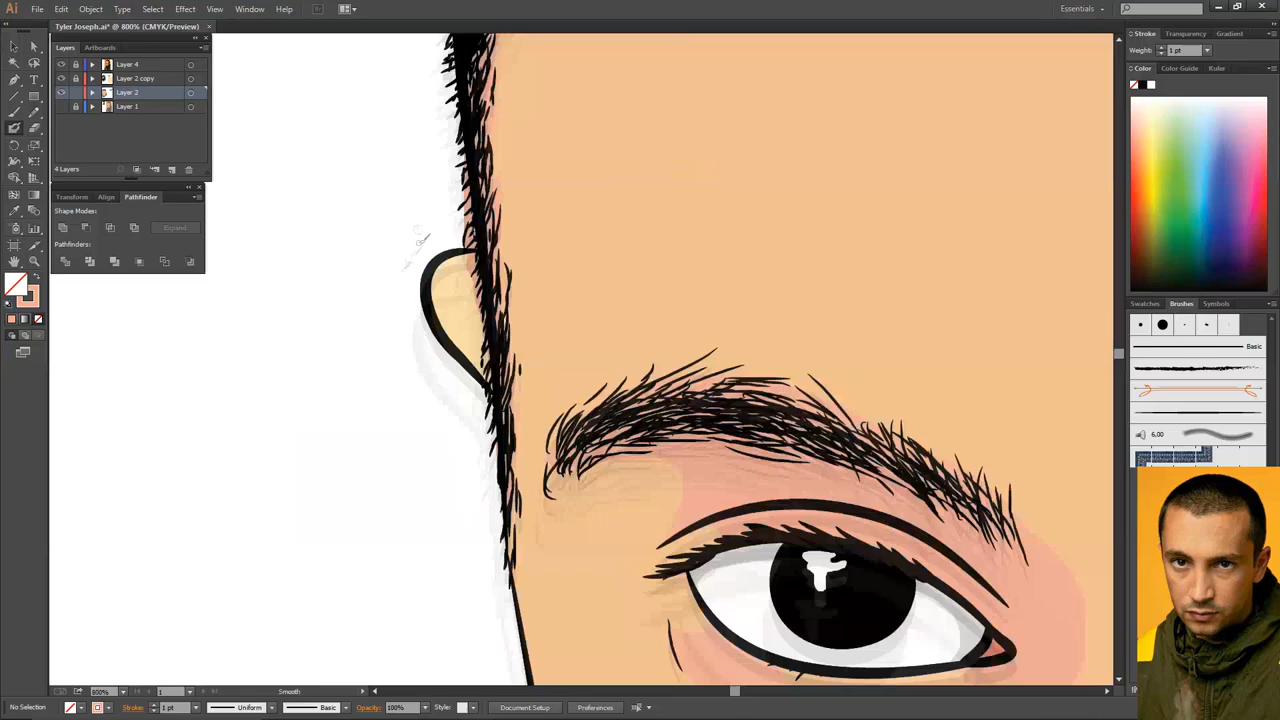 Ai File Edit Object Type Select Effect View Window Help Br Essentials
Tyler Joseph.ai* @ 800% (CMYK/Preview) ×
Layers Artboards
Layer 4
Layer 2 copy
Layer 2
Layer 1
4 Layers
Transform Align Pathfinder
Shape Modes:
Expand
Pathfinders:
Stroke Transparency Gradient
Weight: 1 pt
Color Color Guide Kuler
Swatches Brushes Symbols
Basic
6,00
800% 1 Smooth
No Selection Stroke: 1 pt Uniform Basic Opacity: 100% Style: Document Setup Preferences